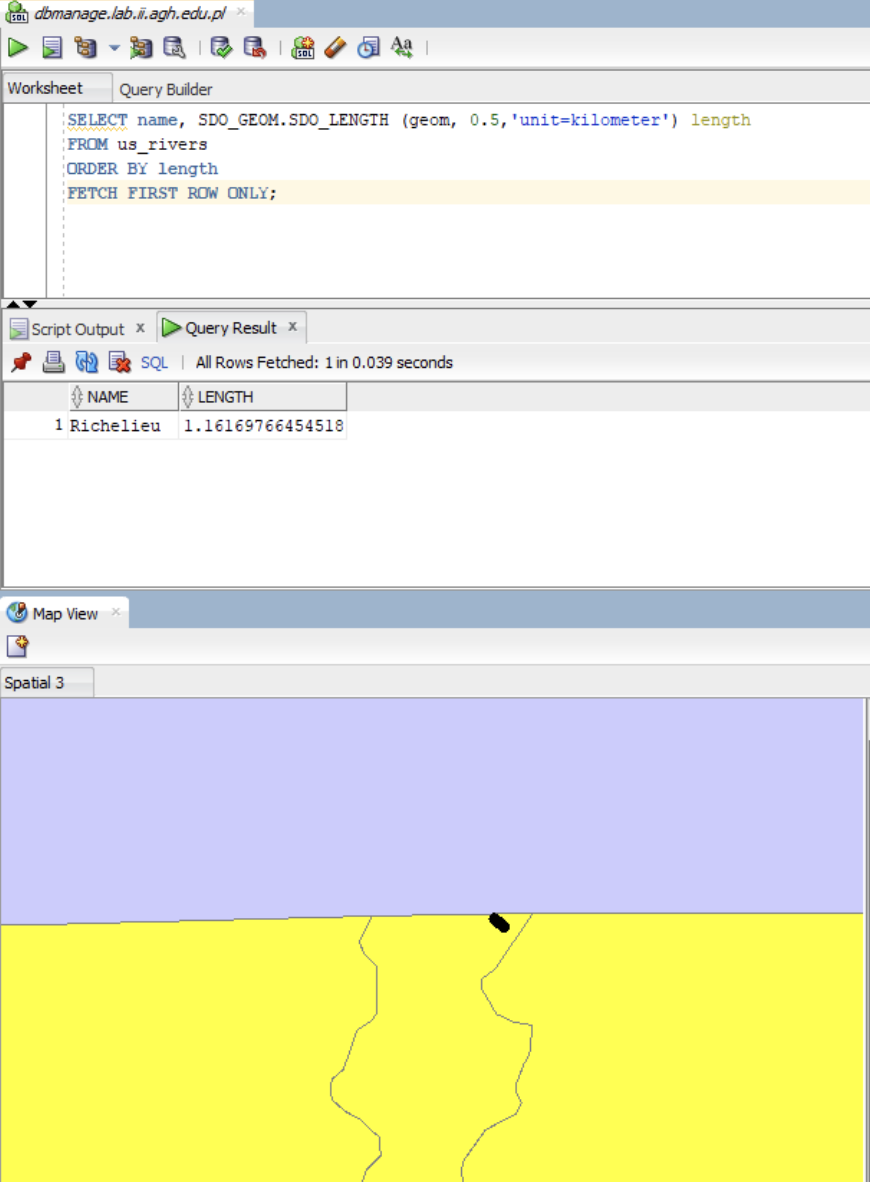 dbmanage.lab.ii.agh.edu.pl
SQL
Aa
Worksheet Query Builder
SELECT name, SDO_GEOM.SDO_LENGTH (geom, 0.5,'unit=kilometer') length
FROM us_rivers
ORDER BY length
FETCH FIRST ROW ONLY;
Script Output x Query Result x
SQL | All Rows Fetched: 1 in 0.039 seconds
NAME LENGTH
1 Richelieu 1.16169766454518
Map View
Spatial 3